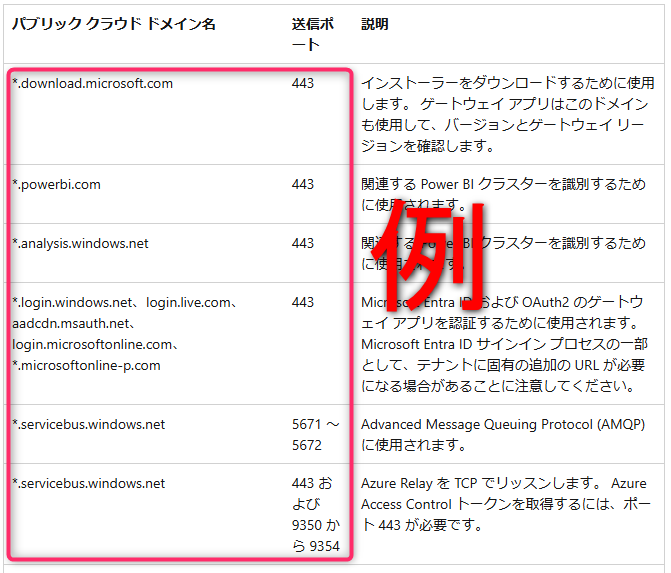 パブリック クラウド ドメイン名
送信ポ
ート
説明
*.download.microsoft.com
443
インストーラーをダウンロードするために使用
します。 ゲートウェイ アプリはこのドメイン
も使用して、バージョンとゲートウェイ リー
ジョンを確認します。
*.powerbi.com
443
関連する Power BI クラスターを識別するため
に使用されます。
*.analysis.windows.net
443
関連する Power BI クラスターを識別するため
に使用されます。
例
*.login.windows.net、login.live.com、
aadcdn.msauth.net、
login.microsoftonline.com、
*.microsoftonline-p.com
443
Microsoft Entra ID および OAuth2 のゲートウ
ェイ アプリを認証するために使用されます。
Microsoft Entra ID サインイン プロセスの一部
として、テナントに固有の追加の URL が必要
になる場合があることに注意してください。
*.servicebus.windows.net
5671 ～
5672
Advanced Message Queuing Protocol (AMQP)
に使用されます。
*.servicebus.windows.net
443 お
よび
9350 か
ら 9354
Azure Relay を TCP でリッスンします。 Azure
Access Control トークンを取得するには、ポー
ト 443 が必要です。